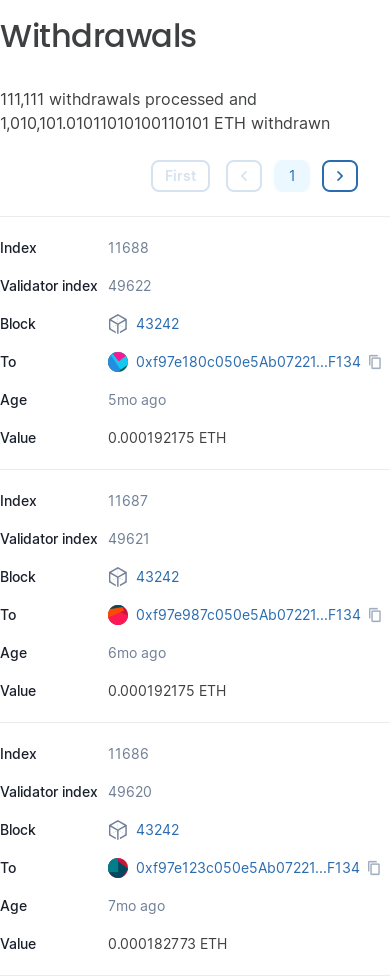 Withdrawals
111,111 withdrawals processed and
1,010,101.01011010100110101 ETH withdrawn
First
1
Index 11688
Validator index 49622
Block 43242
To 0xf97e180c050e5Ab07221...F134
Age 5mo ago
Value 0.000192175 ETH
Index 11687
Validator index 49621
Block 43242
To 0xf97e987c050e5Ab07221...F134
Age 6mo ago
Value 0.000192175 ETH
Index 11686
Validator index 49620
Block 43242
To 0xf97e123c050e5Ab07221...F134
Age 7mo ago
Value 0.000182773 ETH